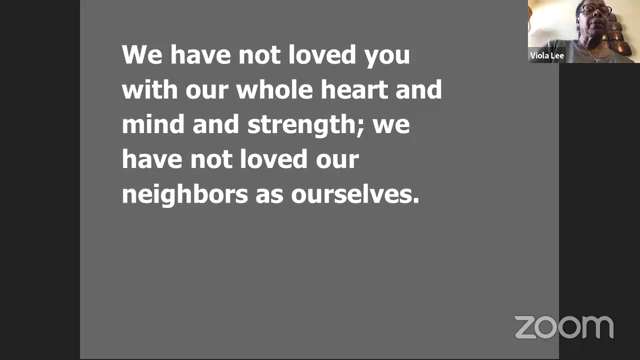 We have not loved you
with our whole heart and
mind and strength; we
have not loved our
neighbors as ourselves.
Viola Lee
zoom